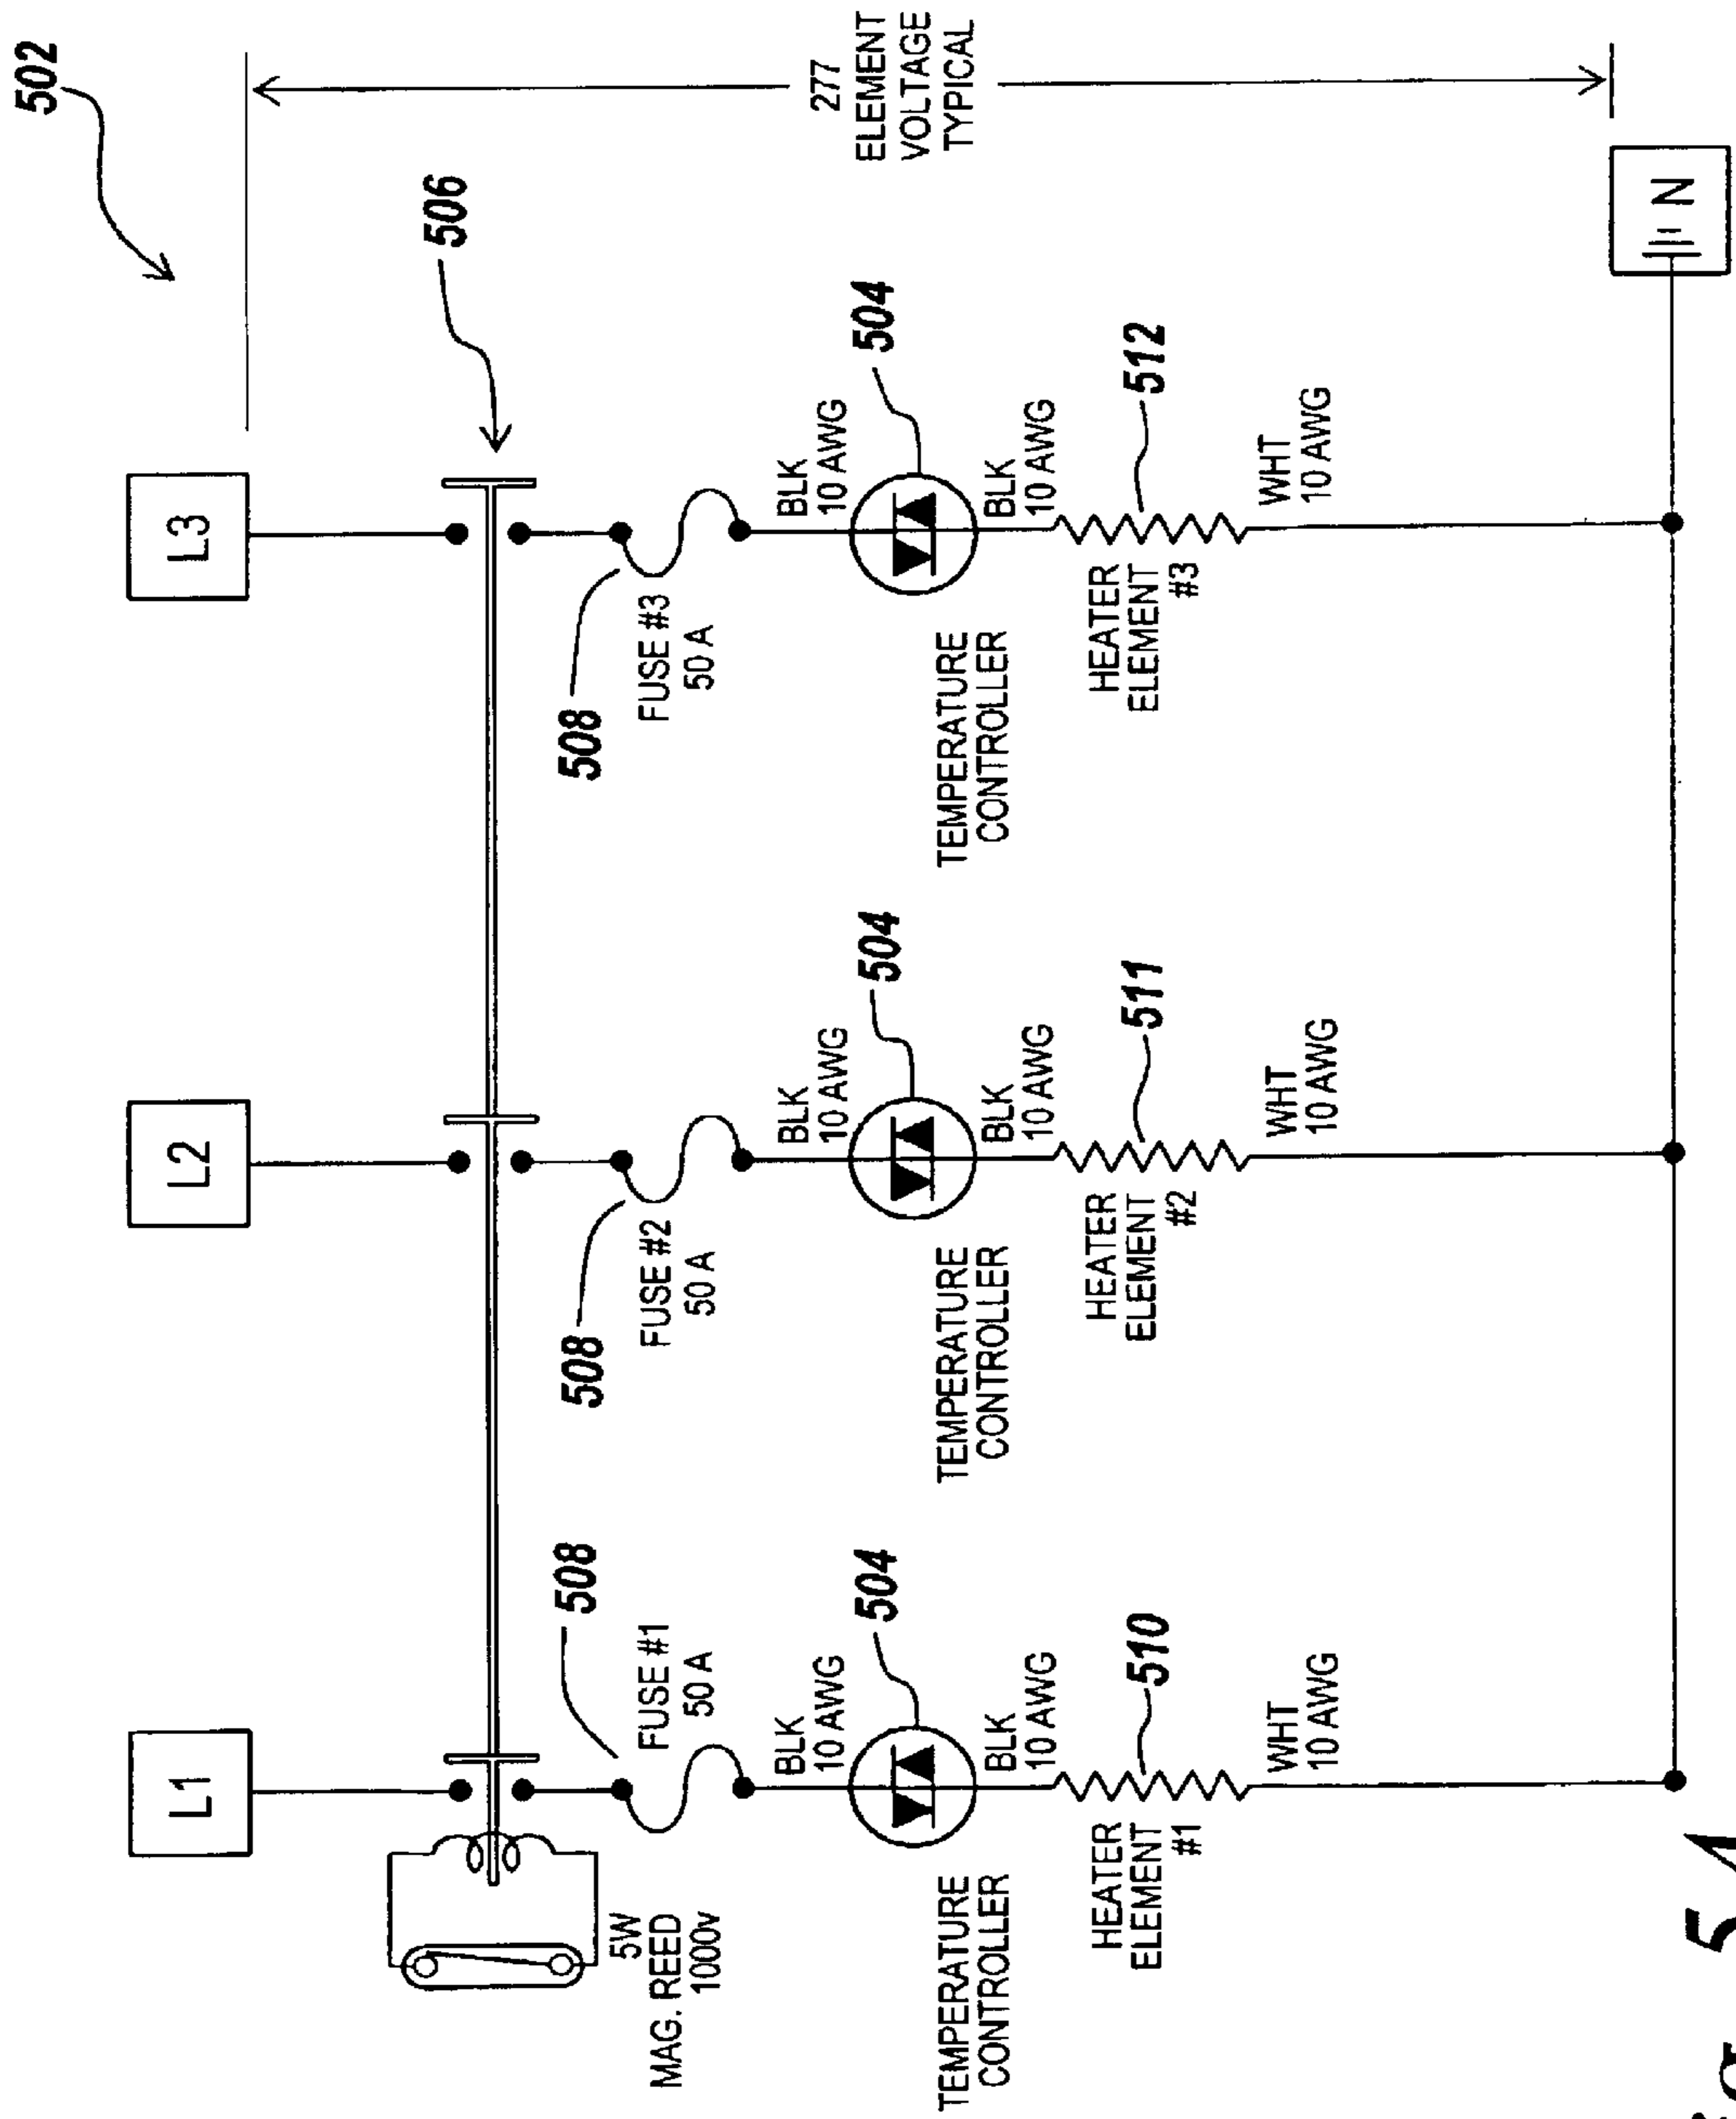 502
L1
L2
L3
506
277
ELEMENT
VOLTAGE
TYPICAL
5W
MAG. REED
1000v
508
FUSE #1
50 A
508
FUSE #2
50 A
508
FUSE #3
50 A
BLK
10 AWG
BLK
10 AWG
BLK
10 AWG
504
504
504
TEMPERATURE
CONTROLLER
TEMPERATURE
CONTROLLER
TEMPERATURE
CONTROLLER
BLK
10 AWG
BLK
10 AWG
BLK
10 AWG
HEATER
ELEMENT
#1
510
HEATER
ELEMENT
#2
511
HEATER
ELEMENT
#3
512
WHT
10 AWG
WHT
10 AWG
WHT
10 AWG
N